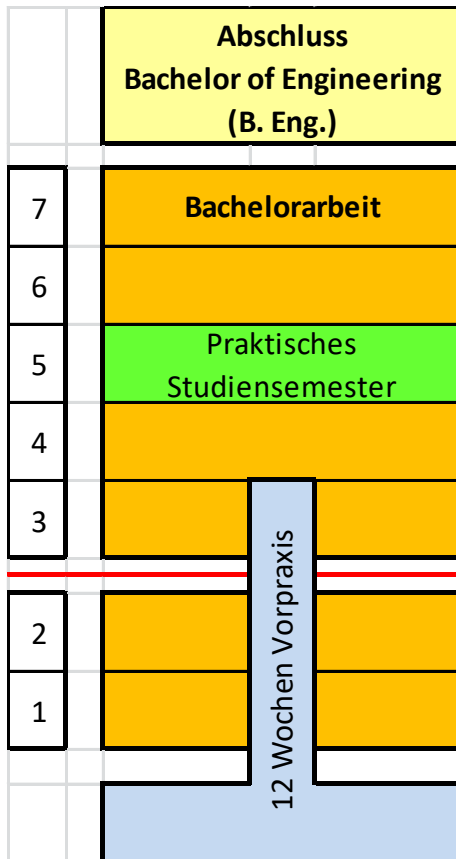 Abschluss
Bachelor of Engineering
(B. Eng.)
7
Bachelorarbeit
6
5
Praktisches
Studiensemester
4
3
12 Wochen Vorpraxis
2
1